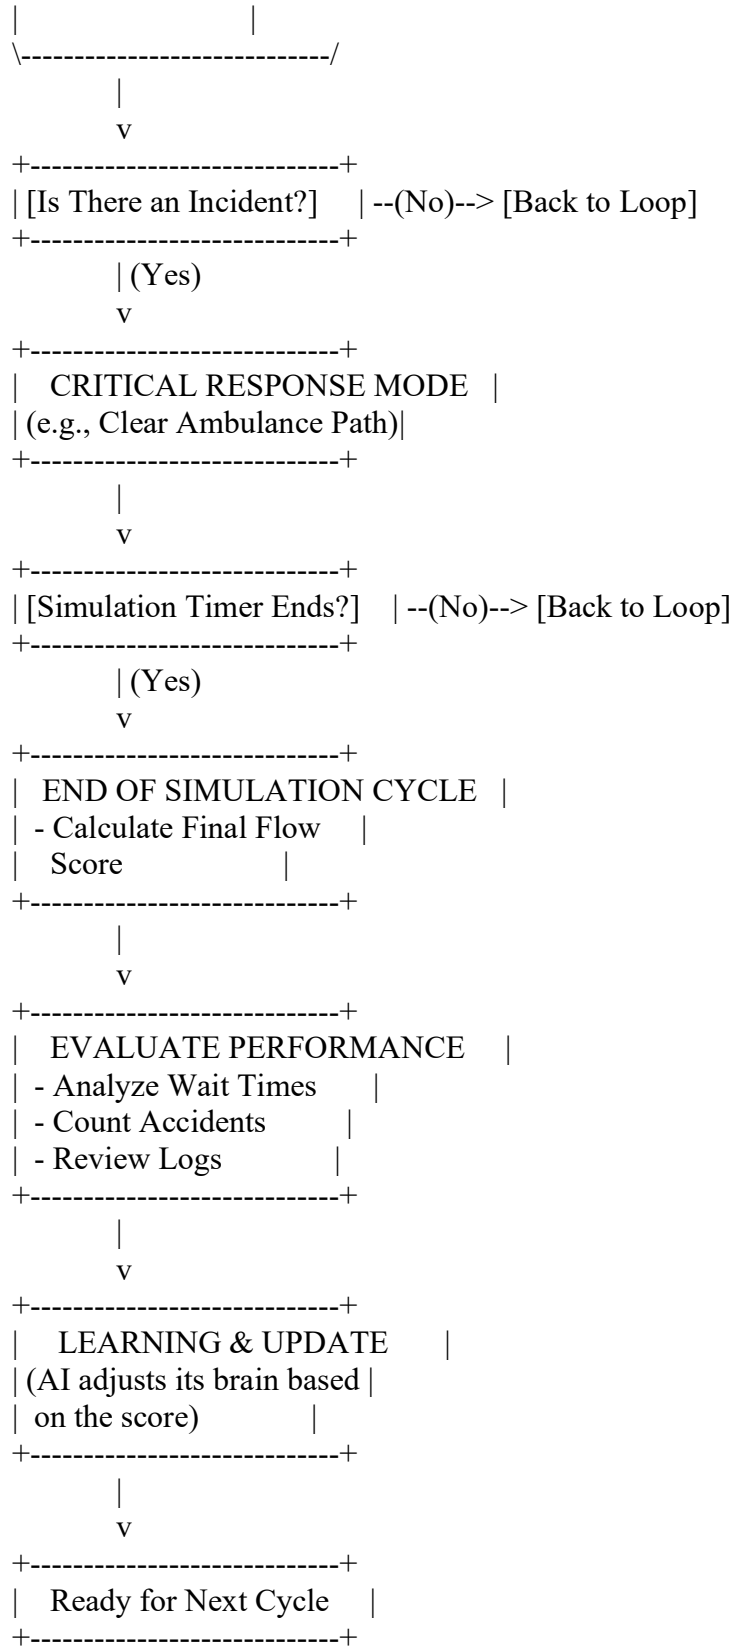 |                             |
\-----------------------------/
             |
             v
+-----------------------------+
| [Is There an Incident?]     | --(No)--> [Back to Loop]
+-----------------------------+
             | (Yes)
             v
+-----------------------------+
|    CRITICAL RESPONSE MODE   |
| (e.g., Clear Ambulance Path)|
+-----------------------------+
             |
             v
+-----------------------------+
| [Simulation Timer Ends?]    | --(No)--> [Back to Loop]
+-----------------------------+
             | (Yes)
             v
+-----------------------------+
|   END OF SIMULATION CYCLE   |
|  - Calculate Final Flow     |
|    Score                    |
+-----------------------------+
             |
             v
+-----------------------------+
|    EVALUATE PERFORMANCE     |
|  - Analyze Wait Times       |
|  - Count Accidents          |
|  - Review Logs              |
+-----------------------------+
             |
             v
+-----------------------------+
|     LEARNING & UPDATE       |
| (AI adjusts its brain based |
|  on the score)              |
+-----------------------------+
             |
             v
+-----------------------------+
|    Ready for Next Cycle     |
+-----------------------------+